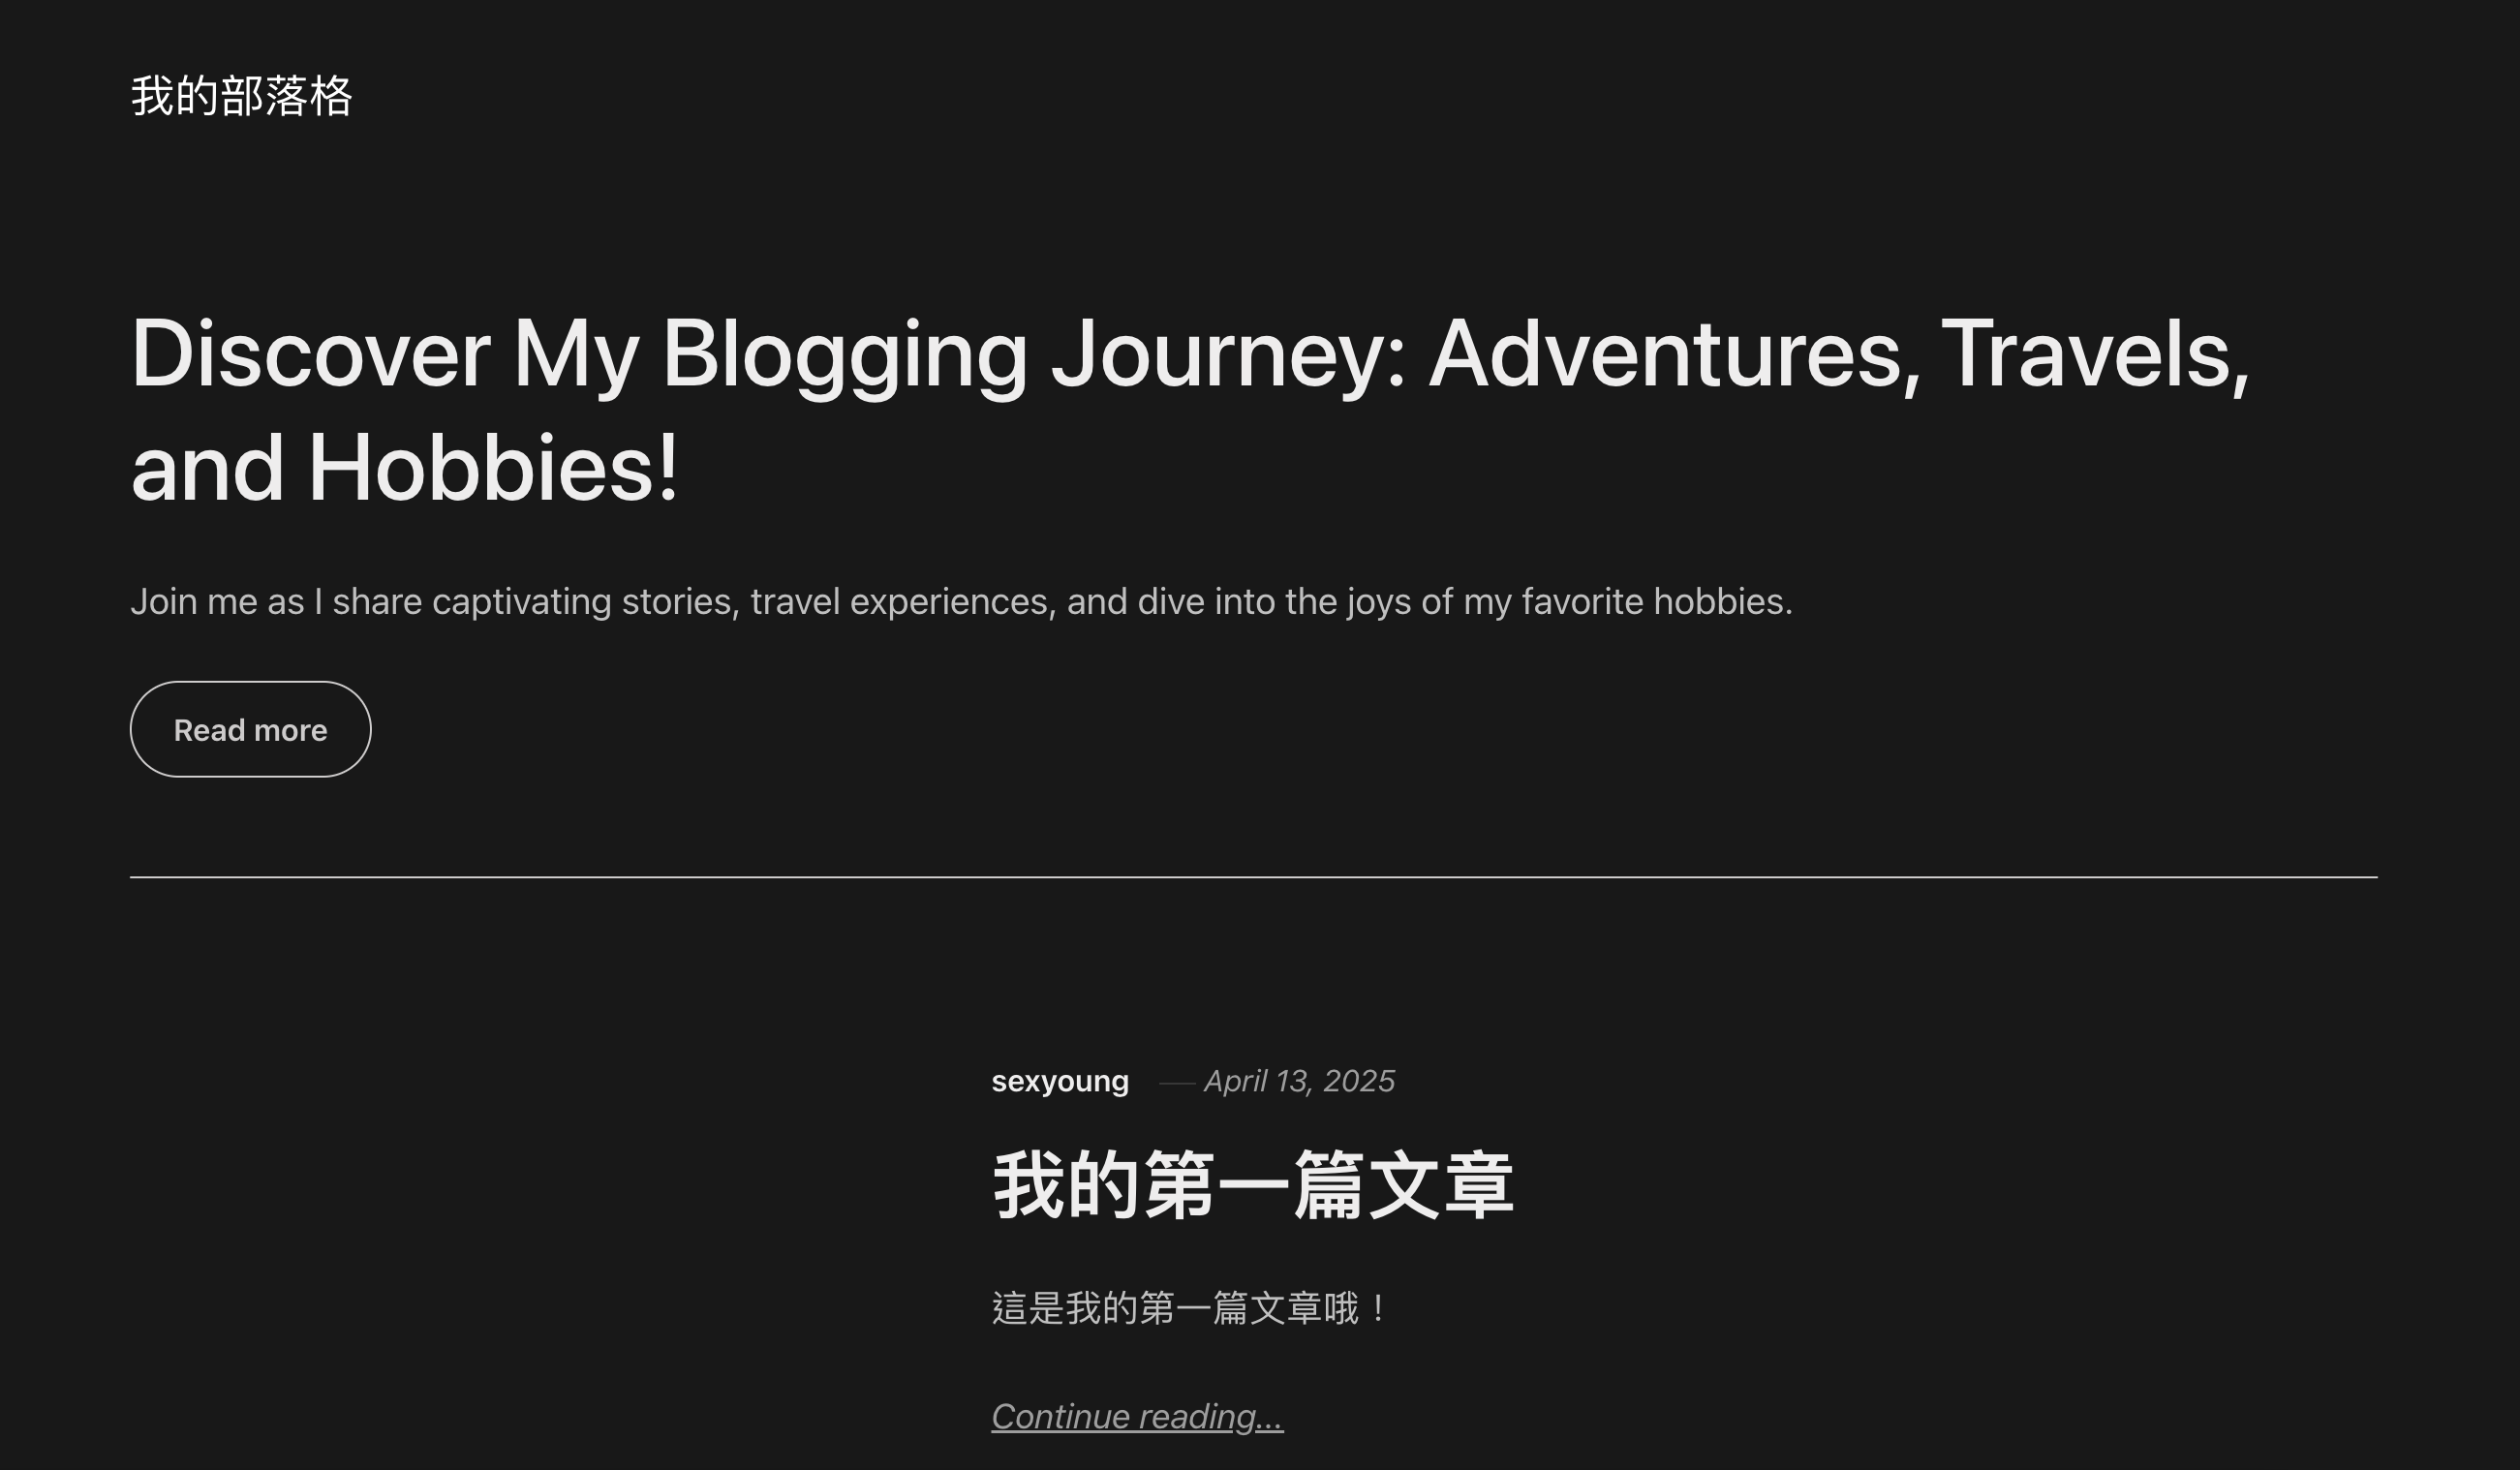 我的部落格
Discover My Blogging Journey: Adventures, Travels,
and Hobbies!
Join me as I share captivating stories, travel experiences, and dive into the joys of my favorite hobbies.
Read more
sexyoung — April 13, 2025
我的第一篇文章
這是我的第一篇文章哦！
Continue reading...